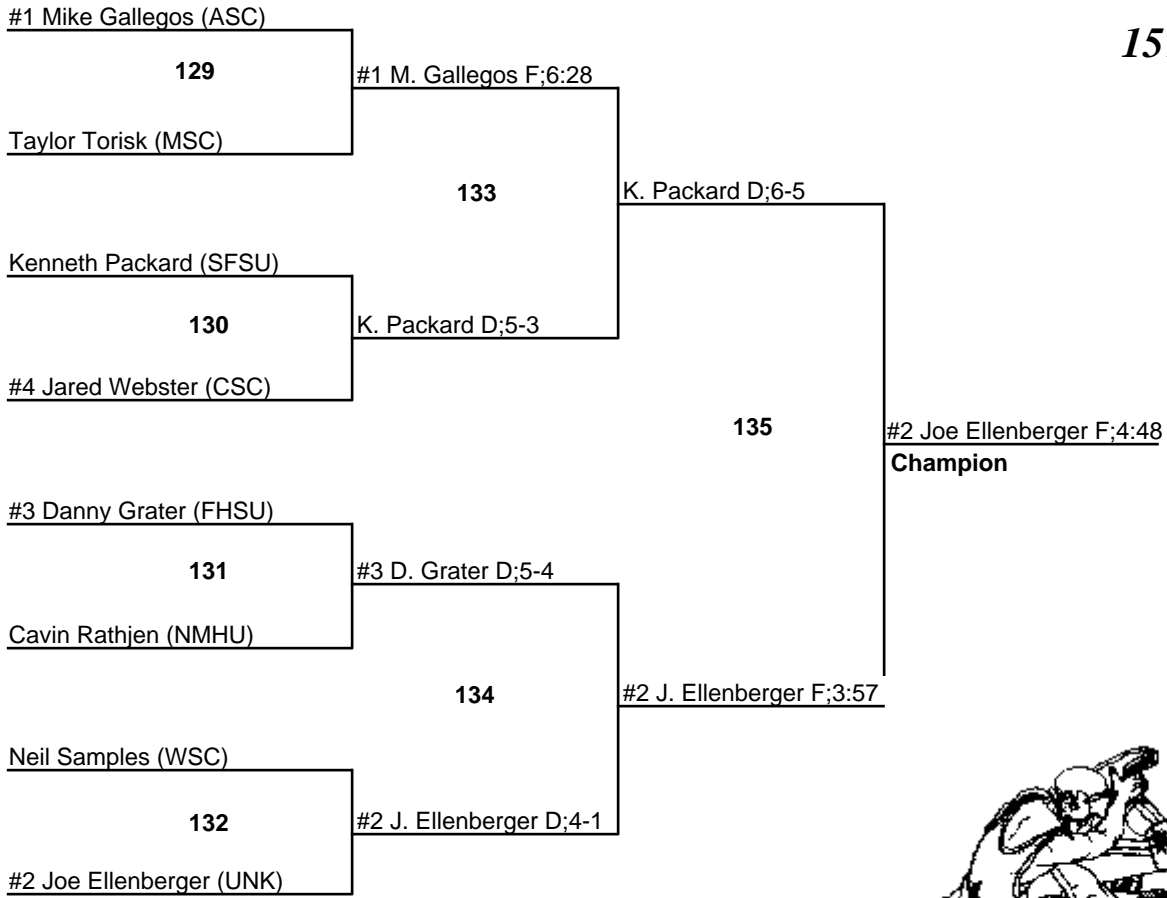 #1 Mike Gallegos (ASC)
129
#1 M. Gallegos F;6:28
Taylor Torisk (MSC)
133
K. Packard D;6-5
Kenneth Packard (SFSU)
130
K. Packard D;5-3
#4 Jared Webster (CSC)
135
#2 Joe Ellenberger F;4:48
Champion
#3 Danny Grater (FHSU)
131
#3 D. Grater D;5-4
Cavin Rathjen (NMHU)
134
#2 J. Ellenberger F;3:57
Neil Samples (WSC)
132
#2 J. Ellenberger D;4-1
#2 Joe Ellenberger (UNK)